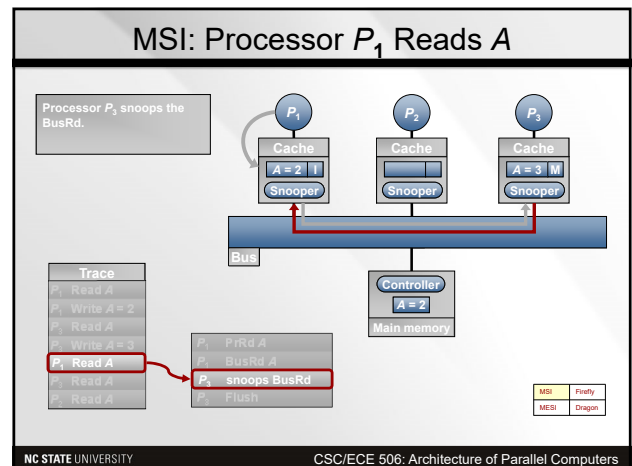 MSI: Processor P1 Reads A
Processor P3 snoops the
BusRd.
P1
P2
P3
Cache
Cache
Cache
A = 2 I
A = 3 M
Snooper
Snooper
Snooper
Bus
Controller
A = 2
Main memory
Trace
P1 Read A
P1 Write A = 2
P3 Read A
P3 Write A = 3
P1 Read A
P3 Read A
P2 Read A
P1 PrRd A
P1 BusRd A
P3 snoops BusRd
P3 Flush
MSI Firefly
MESI Dragon
NC STATE UNIVERSITY
CSC/ECE 506: Architecture of Parallel Computers